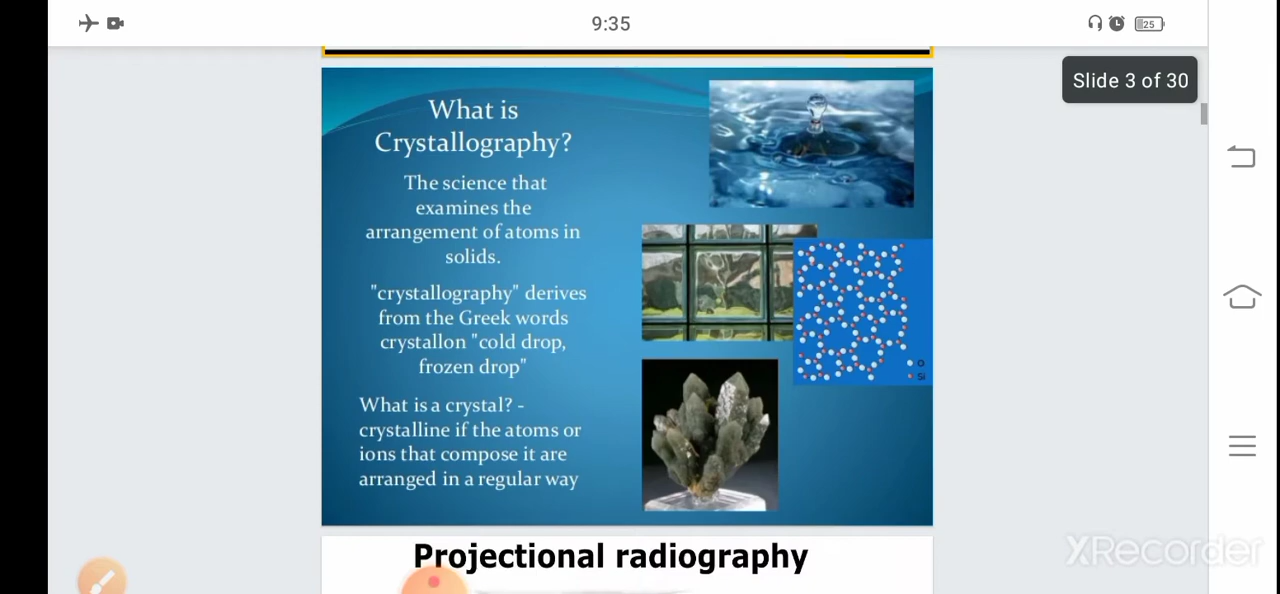 9:35
25
Slide 3 of 30
What is
Crystallography?
The science that
examines the
arrangement of atoms in
solids.
"crystallography" derives
from the Greek words
crystallon "cold drop,
frozen drop"
What is a crystal? -
crystalline if the atoms or
ions that compose it are
arranged in a regular way
O
Si
Projectional radiography
XRecorder